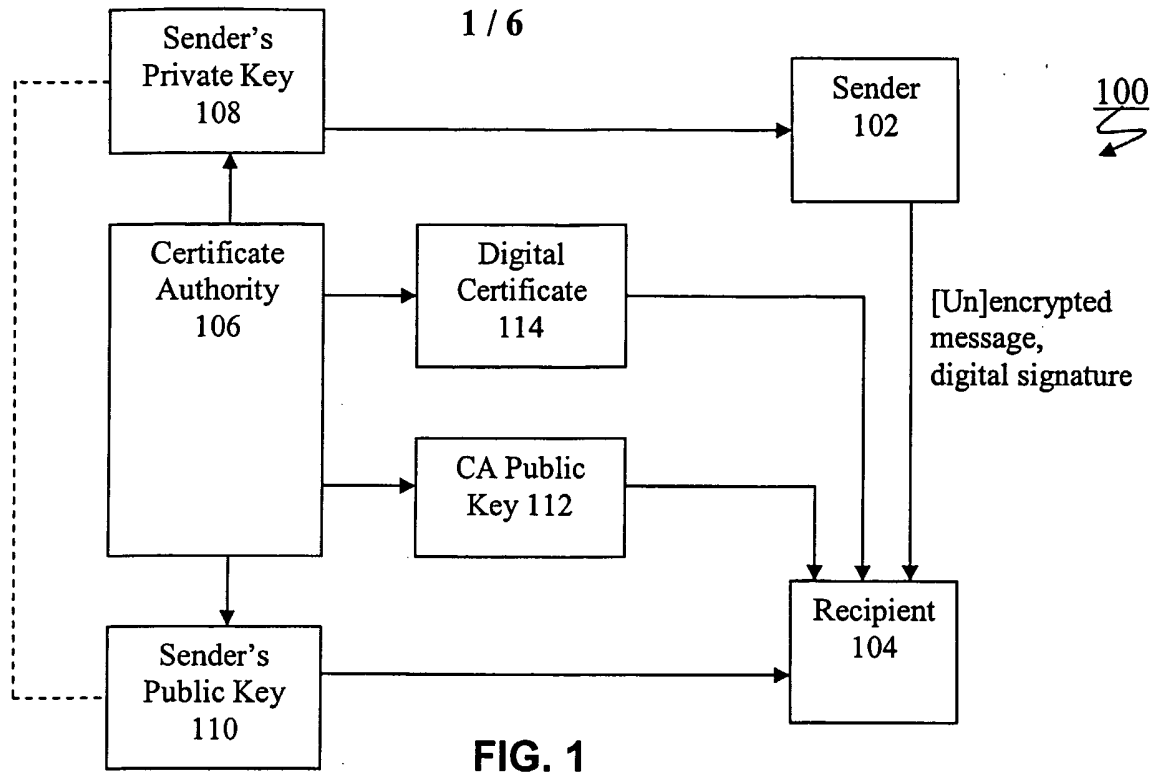 1 / 6
Sender's
Private Key
108
Sender
102
100
Certificate
Authority
106
Digital
Certificate
114
[Un]encrypted
message,
digital signature
CA Public
Key 112
Recipient
104
Sender's
Public Key
110
FIG. 1